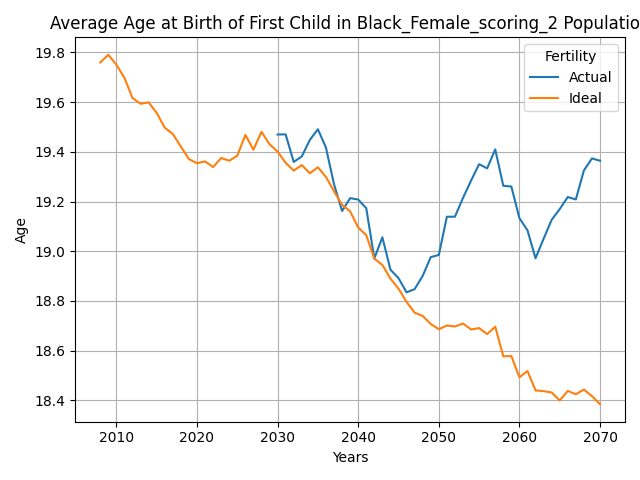 Average Age at Birth of First Child in Black_Female_scoring_2 Populatio
Fertility
Actual
Ideal
19.8
19.6
19.4
19.2
19.0
18.8
18.6
18.4
Age
2010 2020 2030 2040 2050 2060 2070
Years